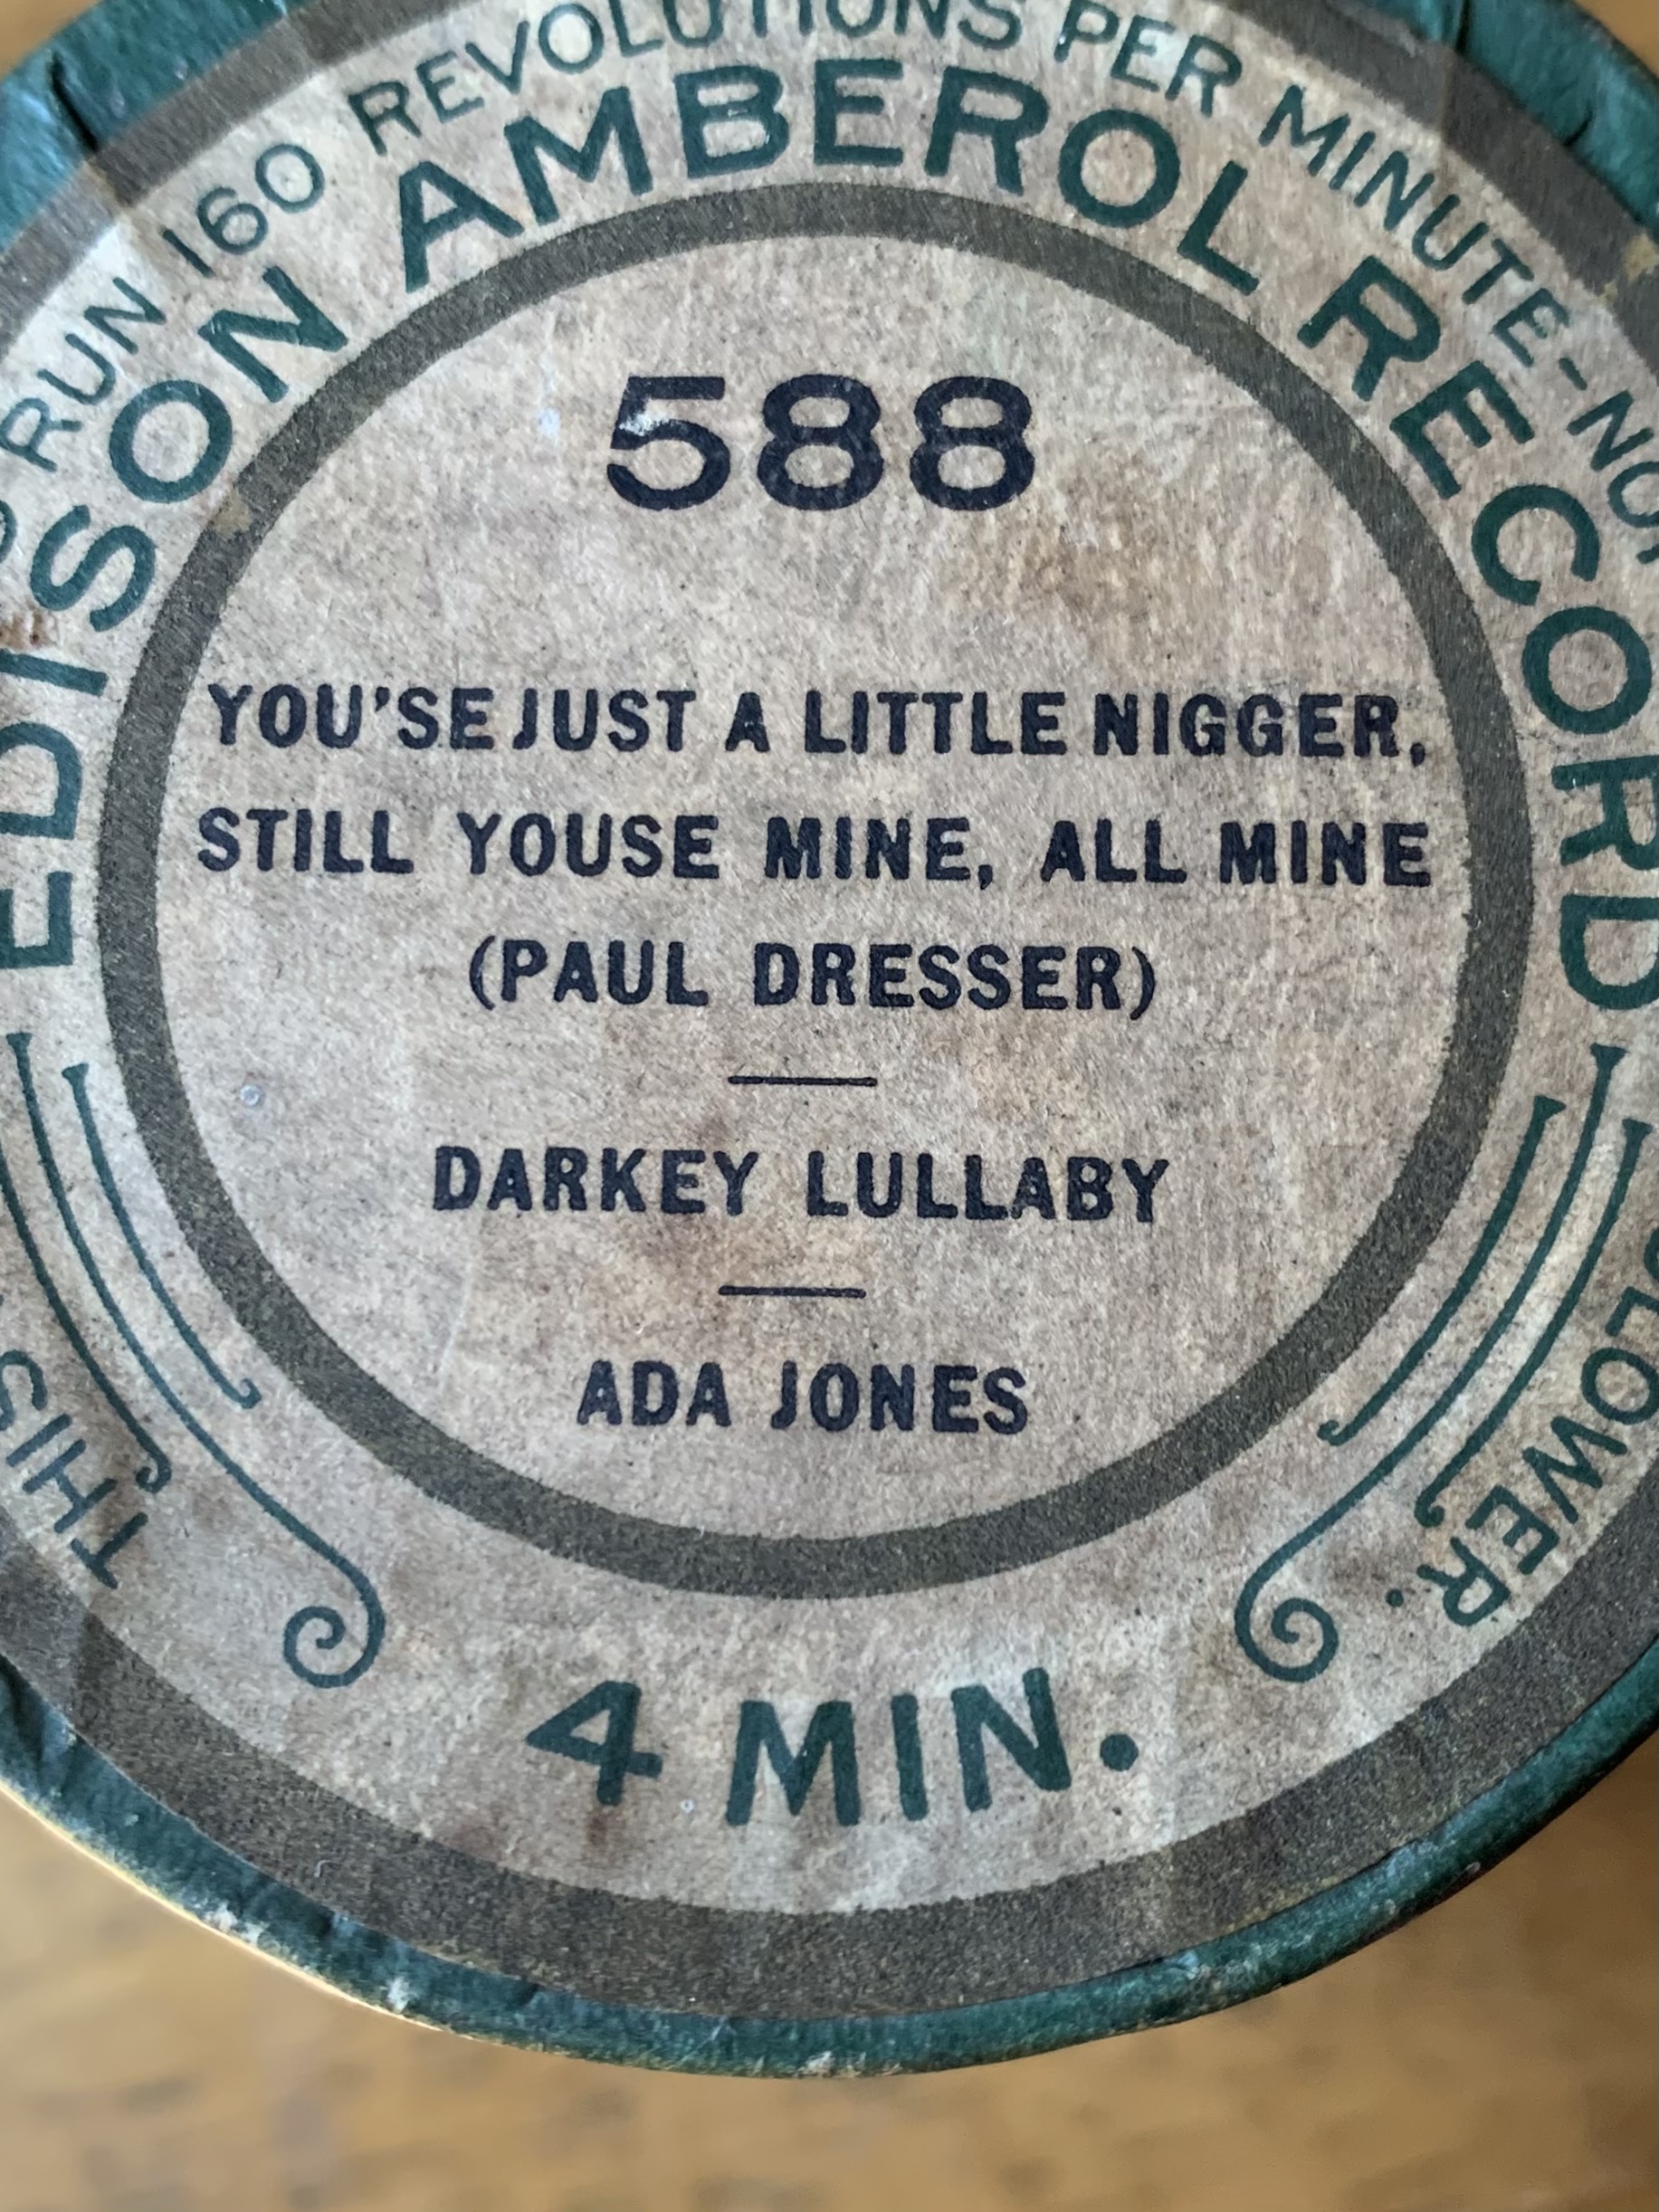 THIS
RUN 160 REVOLUTIONS PER MINUTE-NO
SLOWER.
EDISON AMBEROL RECORD
588
YOU'SE JUST A LITTLE NIGGER,
STILL YOUSE MINE, ALL MINE
(PAUL DRESSER)
DARKEY LULLABY
ADA JONES
4 MIN.